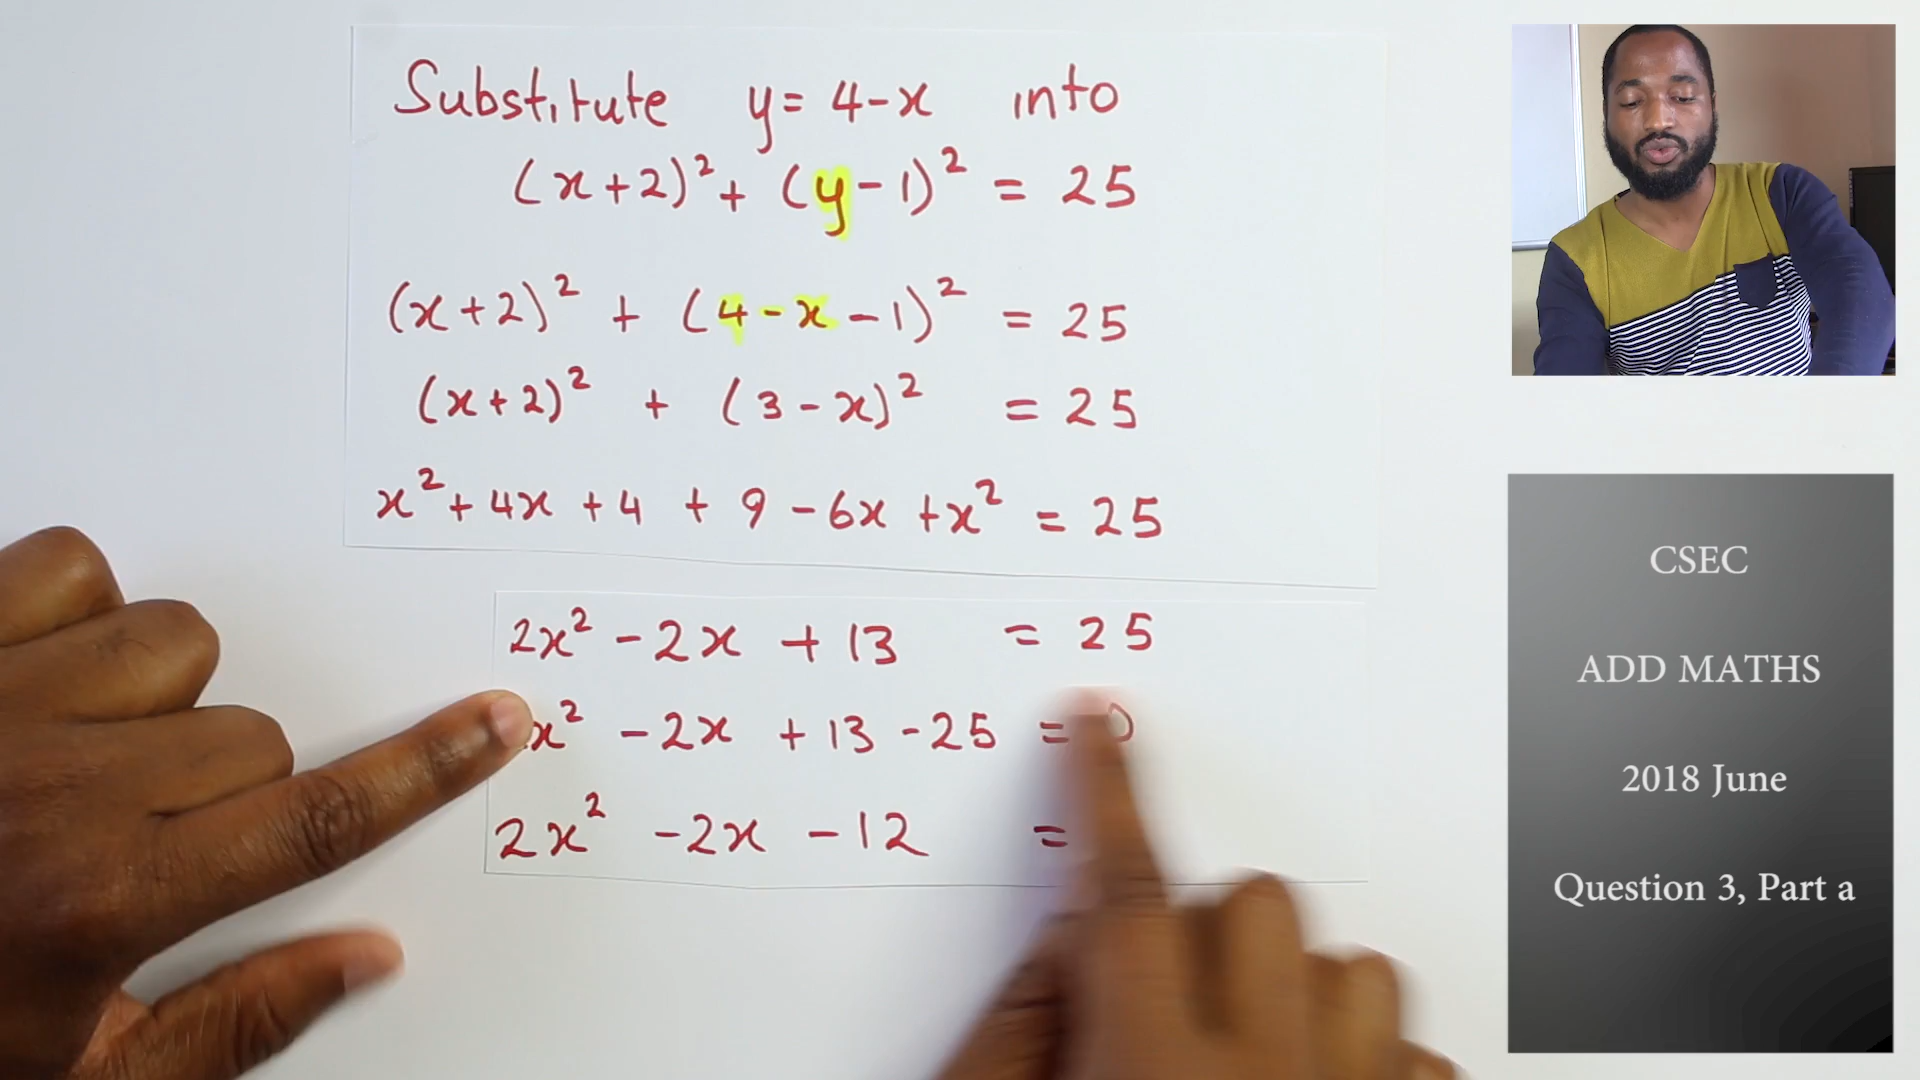 Substitute y = 4 - x into
(x + 2)² + (y - 1)² = 25
(x + 2)² + (4 - x - 1)² = 25
(x + 2)² + (3 - x)² = 25
x² + 4x + 4 + 9 - 6x + x² = 25
2x² - 2x + 13 = 25
x² - 2x + 13 - 25 = 0
2x² - 2x - 12 =
CSEC
ADD MATHS
2018 June
Question 3, Part a